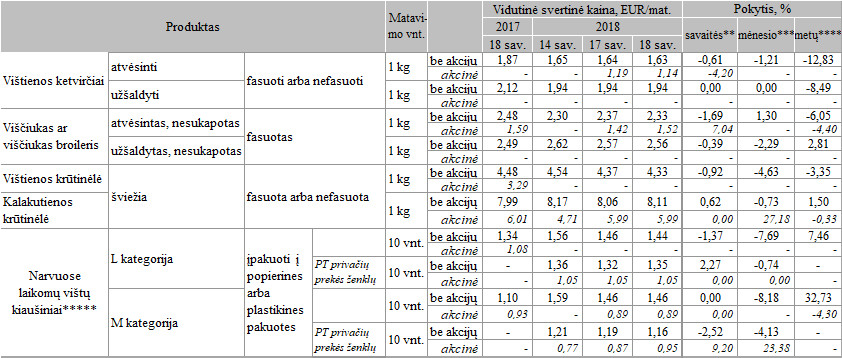 Produktas Matavi- Vidutinė svertinė kaina, EUR/mat. Pokytis, %
mo vnt. 2017 2018 savaitės** mėnesio*** metų****
18 sav. 14 sav. 17 sav. 18 sav.
Vištienos ketvirčiai atvėsinti fasuoti arba nefasuoti 1 kg be akcijų 1,87 1,65 1,64 1,63 -0,61 -1,21 -12,83
akcinė - - 1,19 1,14 -4,20 - -
užšaldyti 1 kg be akcijų 2,12 1,94 1,94 1,94 0,00 0,00 -8,49
akcinė - - - - - - -
Viščiukas ar viščiukas broileris atvėsintas, nesukapotas fasuotas 1 kg be akcijų 2,48 2,30 2,37 2,33 -1,69 1,30 -6,05
akcinė 1,59 - 1,42 1,52 7,04 - -4,40
užšaldytas, nesukapotas 1 kg be akcijų 2,49 2,62 2,57 2,56 -0,39 -2,29 2,81
akcinė - - - - - - -
Vištienos krūtinėlė šviežia fasuota arba nefasuota 1 kg be akcijų 4,48 4,54 4,37 4,33 -0,92 -4,63 -3,35
akcinė 3,29 - - - - - -
Kalakutienos krūtinėlė 1 kg be akcijų 7,99 8,17 8,06 8,11 0,62 -0,73 1,50
akcinė 6,01 4,71 5,99 5,99 0,00 27,18 -0,33
Narvuose laikomų vištų kiaušiniai***** L kategorija įpakuoti į popierines arba plastikines pakuotes 10 vnt. be akcijų 1,34 1,56 1,46 1,44 -1,37 -7,69 7,46
akcinė 1,08 - - - - - -
PT privačių prekės ženklų 10 vnt. be akcijų - 1,36 1,32 1,35 2,27 -0,74 -
akcinė - 1,05 1,05 1,05 0,00 0,00 -
M kategorija 10 vnt. be akcijų 1,10 1,59 1,46 1,46 0,00 -8,18 32,73
akcinė 0,93 - 0,89 0,89 0,00 - -4,30
PT privačių prekės ženklų 10 vnt. be akcijų - 1,21 1,19 1,16 -2,52 -4,13 -
akcinė - 0,77 0,87 0,95 9,20 23,38 -